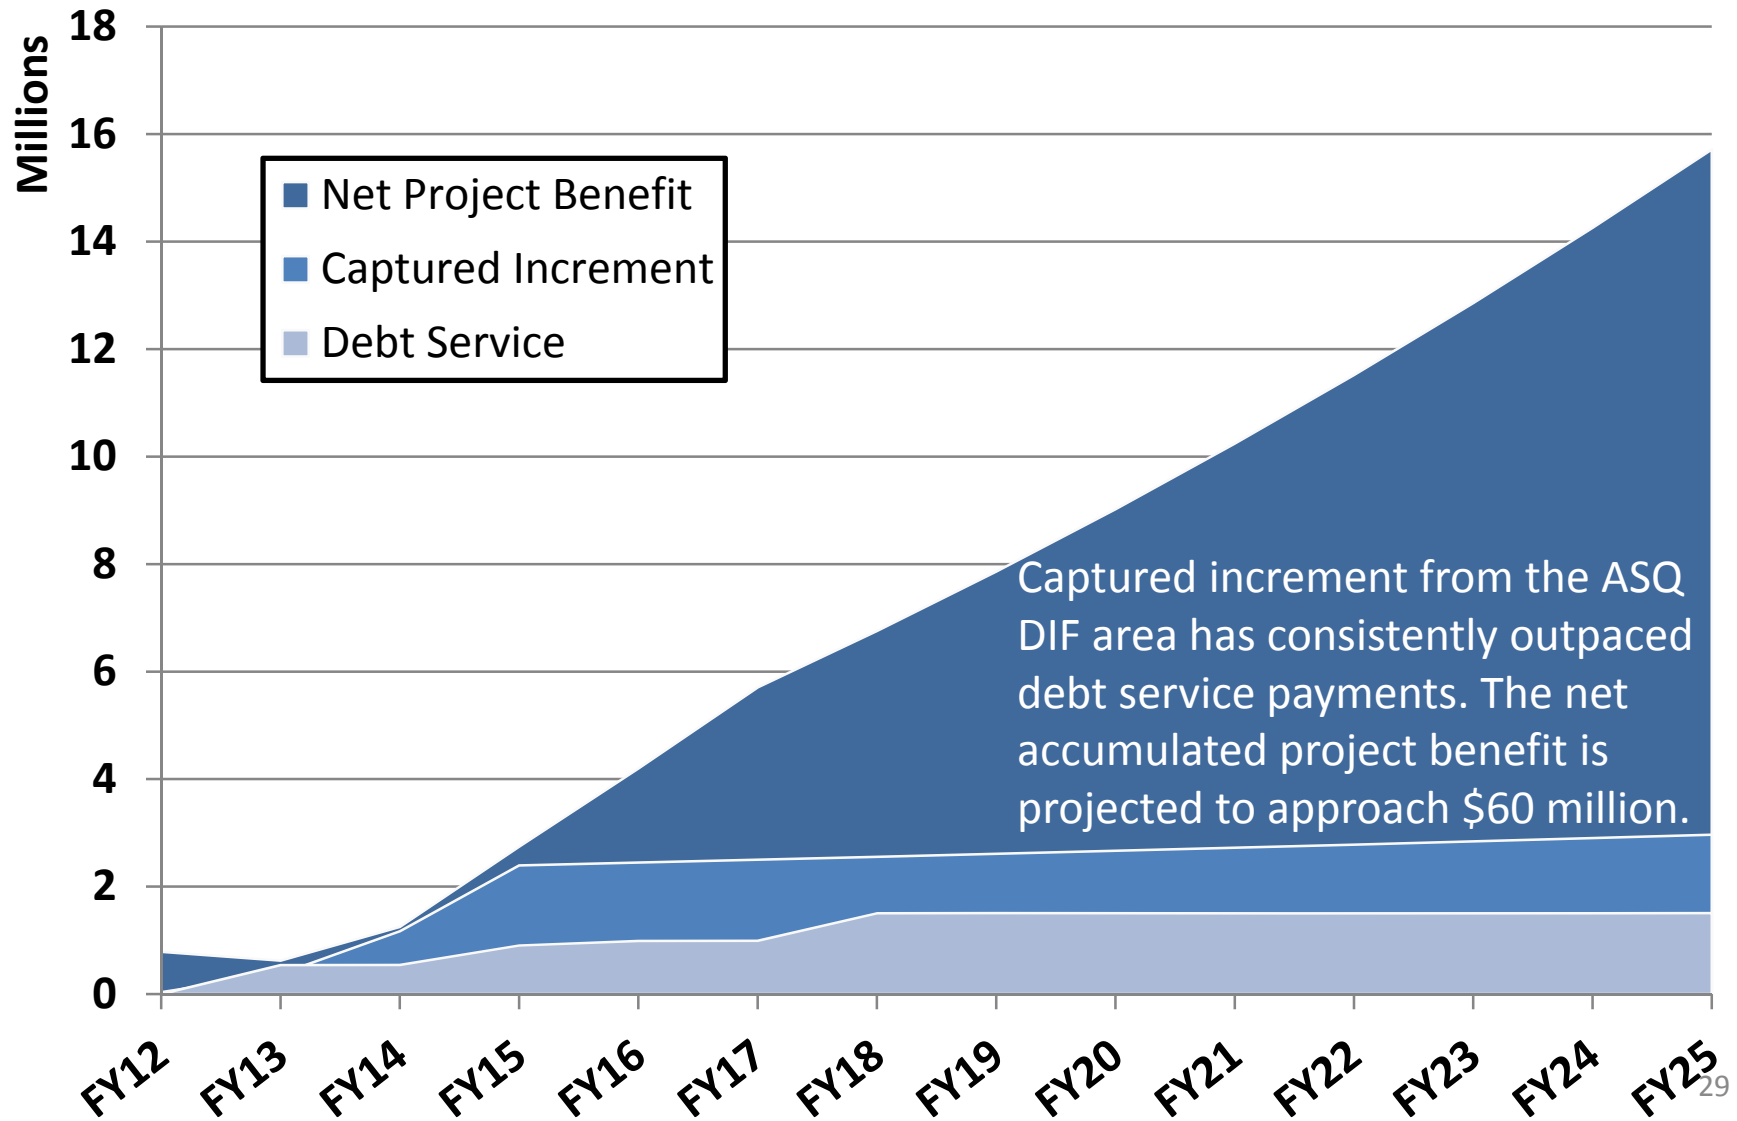 Millions
18
16
14
12
10
8
6
4
2
0
Net Project Benefit
Captured Increment
Debt Service
Captured increment from the ASQ
DIF area has consistently outpaced
debt service payments. The net
accumulated project benefit is
projected to approach $60 million.
FY12
FY13
FY14
FY15
FY16
FY17
FY18
FY19
FY20
FY21
FY22
FY23
FY24
FY25
29